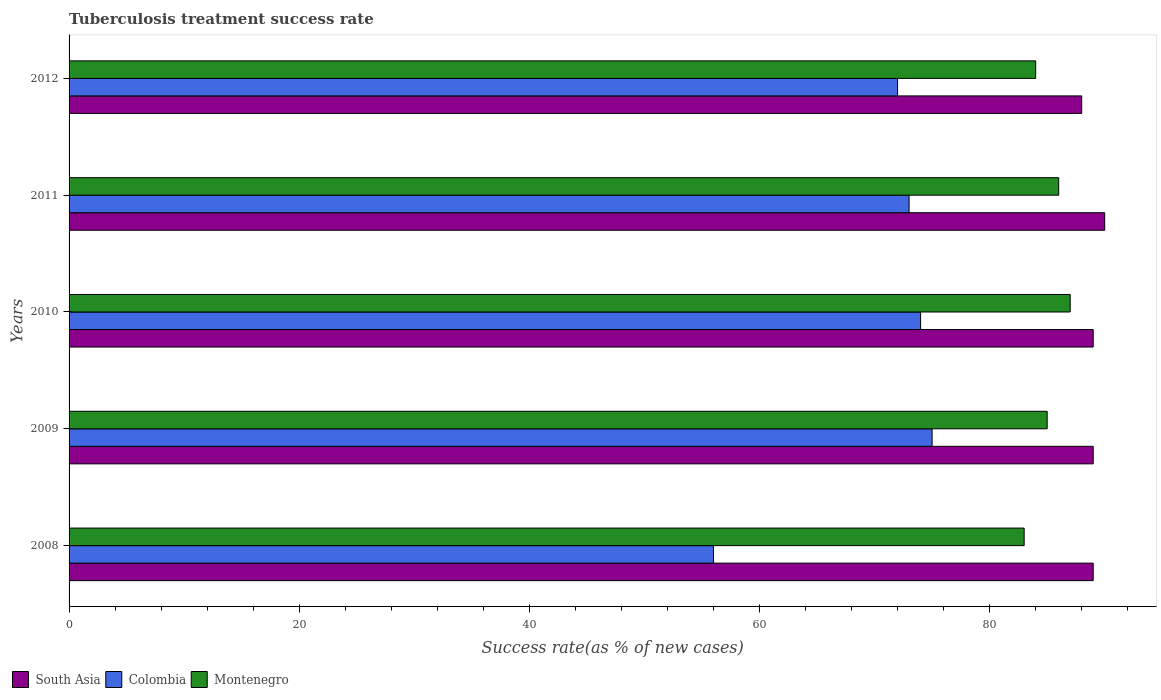 Tuberculosis treatment success rate
2012
2011
2010
2009
2008
Years
0
20
40
60
80
Success rate(as % of new cases)
South Asia
Colombia
Montenegro